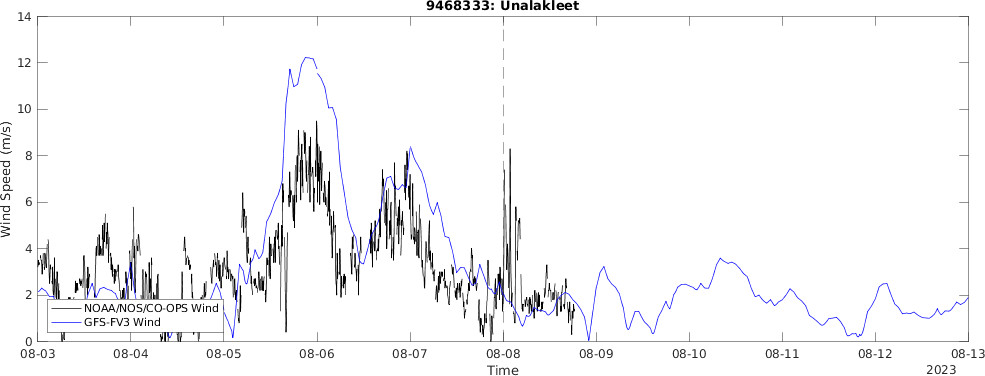 9468333: Unalakleet
Wind Speed (m/s)
14
12
10
8
6
4
2
0
NOAA/NOS/CO-OPS Wind
GFS-FV3 Wind
08-03 08-04 08-05 08-06 08-07 08-08 08-09 08-10 08-11 08-12 08-13
Time
2023